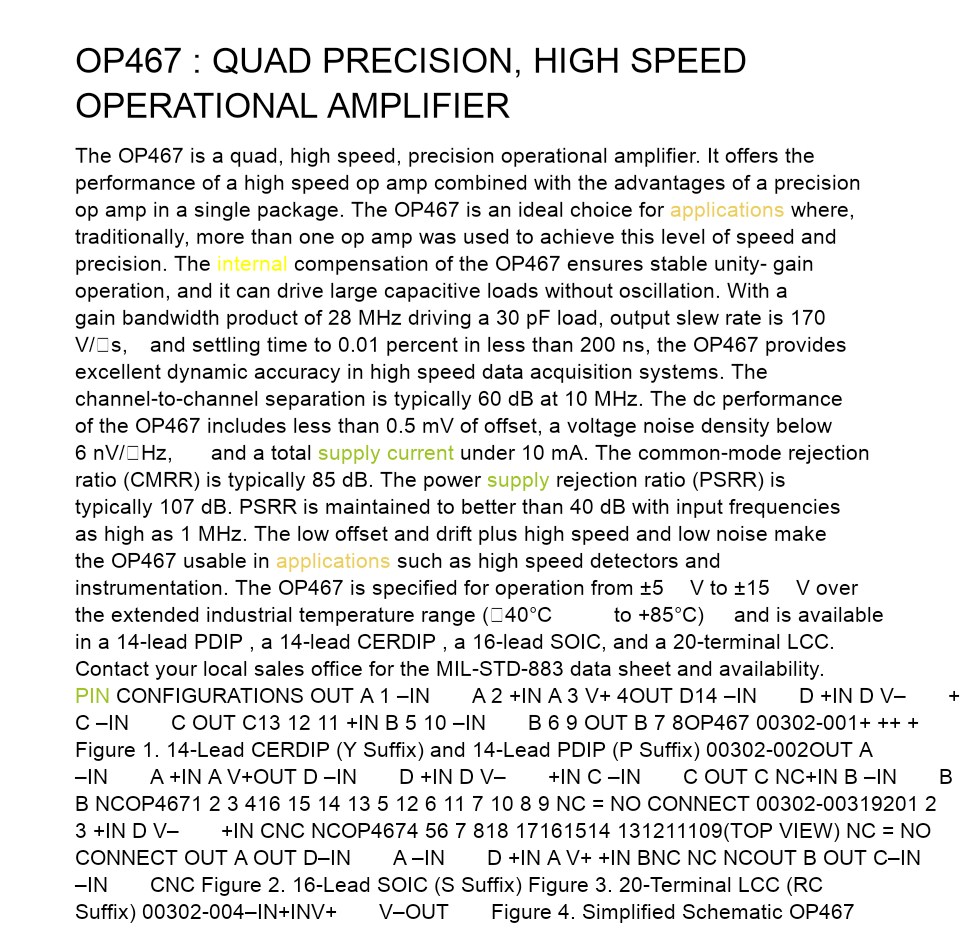 OP467 : QUAD PRECISION, HIGH SPEED
OPERATIONAL AMPLIFIER
The OP467 is a quad, high speed, precision operational amplifier. It offers the
performance of a high speed op amp combined with the advantages of a precision
op amp in a single package. The OP467 is an ideal choice for applications where,
traditionally, more than one op amp was used to achieve this level of speed and
precision. The internal compensation of the OP467 ensures stable unity- gain
operation, and it can drive large capacitive loads without oscillation. With a
gain bandwidth product of 28 MHz driving a 30 pF load, output slew rate is 170
V/□s, and settling time to 0.01 percent in less than 200 ns, the OP467 provides
excellent dynamic accuracy in high speed data acquisition systems. The
channel-to-channel separation is typically 60 dB at 10 MHz. The dc performance
of the OP467 includes less than 0.5 mV of offset, a voltage noise density below
6 nV/□Hz, and a total supply current under 10 mA. The common-mode rejection
ratio (CMRR) is typically 85 dB. The power supply rejection ratio (PSRR) is
typically 107 dB. PSRR is maintained to better than 40 dB with input frequencies
as high as 1 MHz. The low offset and drift plus high speed and low noise make
the OP467 usable in applications such as high speed detectors and
instrumentation. The OP467 is specified for operation from ±5 V to ±15 V over
the extended industrial temperature range (□40°C to +85°C) and is available
in a 14-lead PDIP , a 14-lead CERDIP , a 16-lead SOIC, and a 20-terminal LCC.
Contact your local sales office for the MIL-STD-883 data sheet and availability.
PIN CONFIGURATIONS OUT A 1 –IN A 2 +IN A 3 V+ 4OUT D14 –IN D +IN D V– +
C –IN C OUT C13 12 11 +IN B 5 10 –IN B 6 9 OUT B 7 8OP467 00302-001+ ++ +
Figure 1. 14-Lead CERDIP (Y Suffix) and 14-Lead PDIP (P Suffix) 00302-002OUT A
–IN A +IN A V+OUT D –IN D +IN D V– +IN C –IN C OUT C NC+IN B –IN B
B NCOP4671 2 3 416 15 14 13 5 12 6 11 7 10 8 9 NC = NO CONNECT 00302-00319201 2
3 +IN D V– +IN CNC NCOP4674 56 7 818 17161514 131211109(TOP VIEW) NC = NO
CONNECT OUT A OUT D–IN A –IN D +IN A V+ +IN BNC NC NCOUT B OUT C–IN
–IN CNC Figure 2. 16-Lead SOIC (S Suffix) Figure 3. 20-Terminal LCC (RC
Suffix) 00302-004–IN+INV+ V–OUT Figure 4. Simplified Schematic OP467